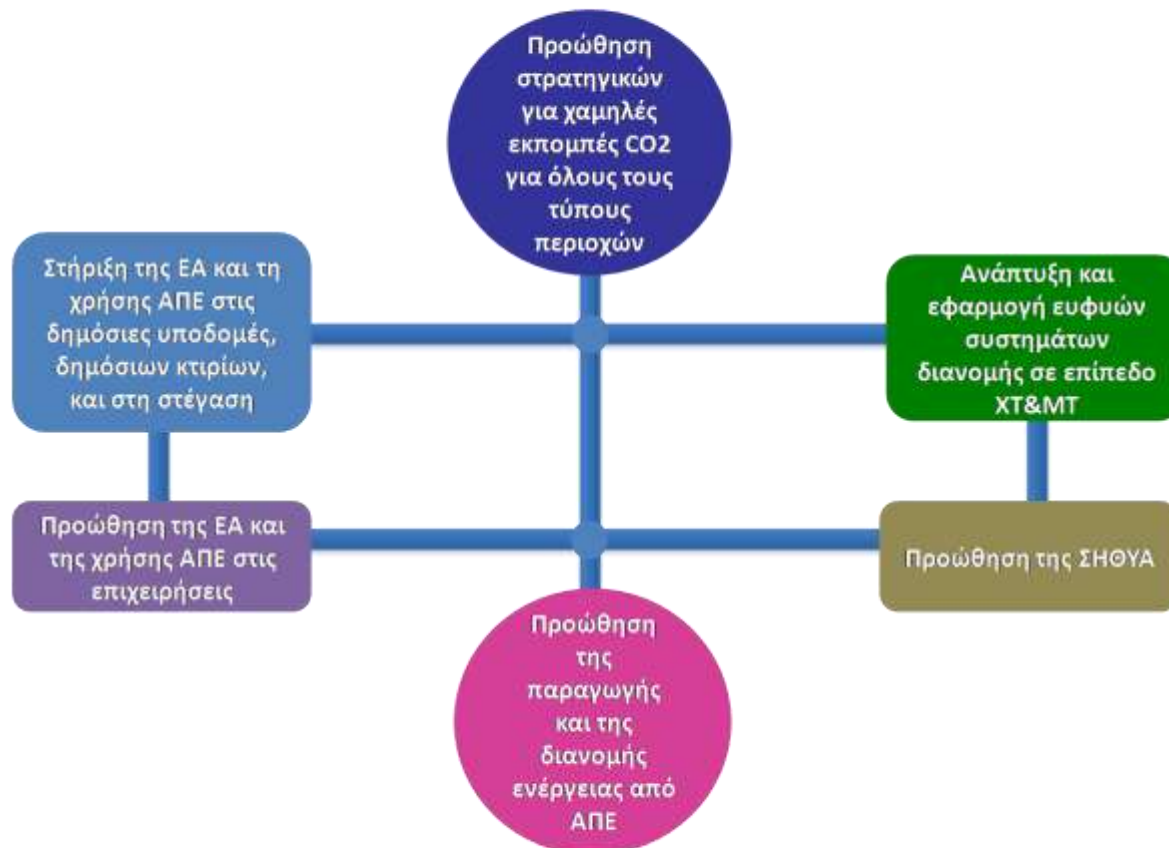 Προώθηση
στρατηγικών
για χαμηλές
εκπομπές CO2
για όλους τους
τύπους
περιοχών
Στήριξη της ΕΑ και τη
χρήσης ΑΠΕ στις
δημόσιες υποδομές,
δημόσιων κτιρίων,
και στη στέγαση
Ανάπτυξη και
εφαρμογή ευφυών
συστημάτων
διανομής σε επίπεδο
ΧΤ&ΜΤ
Προώθηση της ΕΑ και
της χρήσης ΑΠΕ στις
επιχειρήσεις
Προώθηση της ΣΗΘΥΑ
Προώθηση
της
παραγωγής
και της
διανομής
ενέργειας από
ΑΠΕ